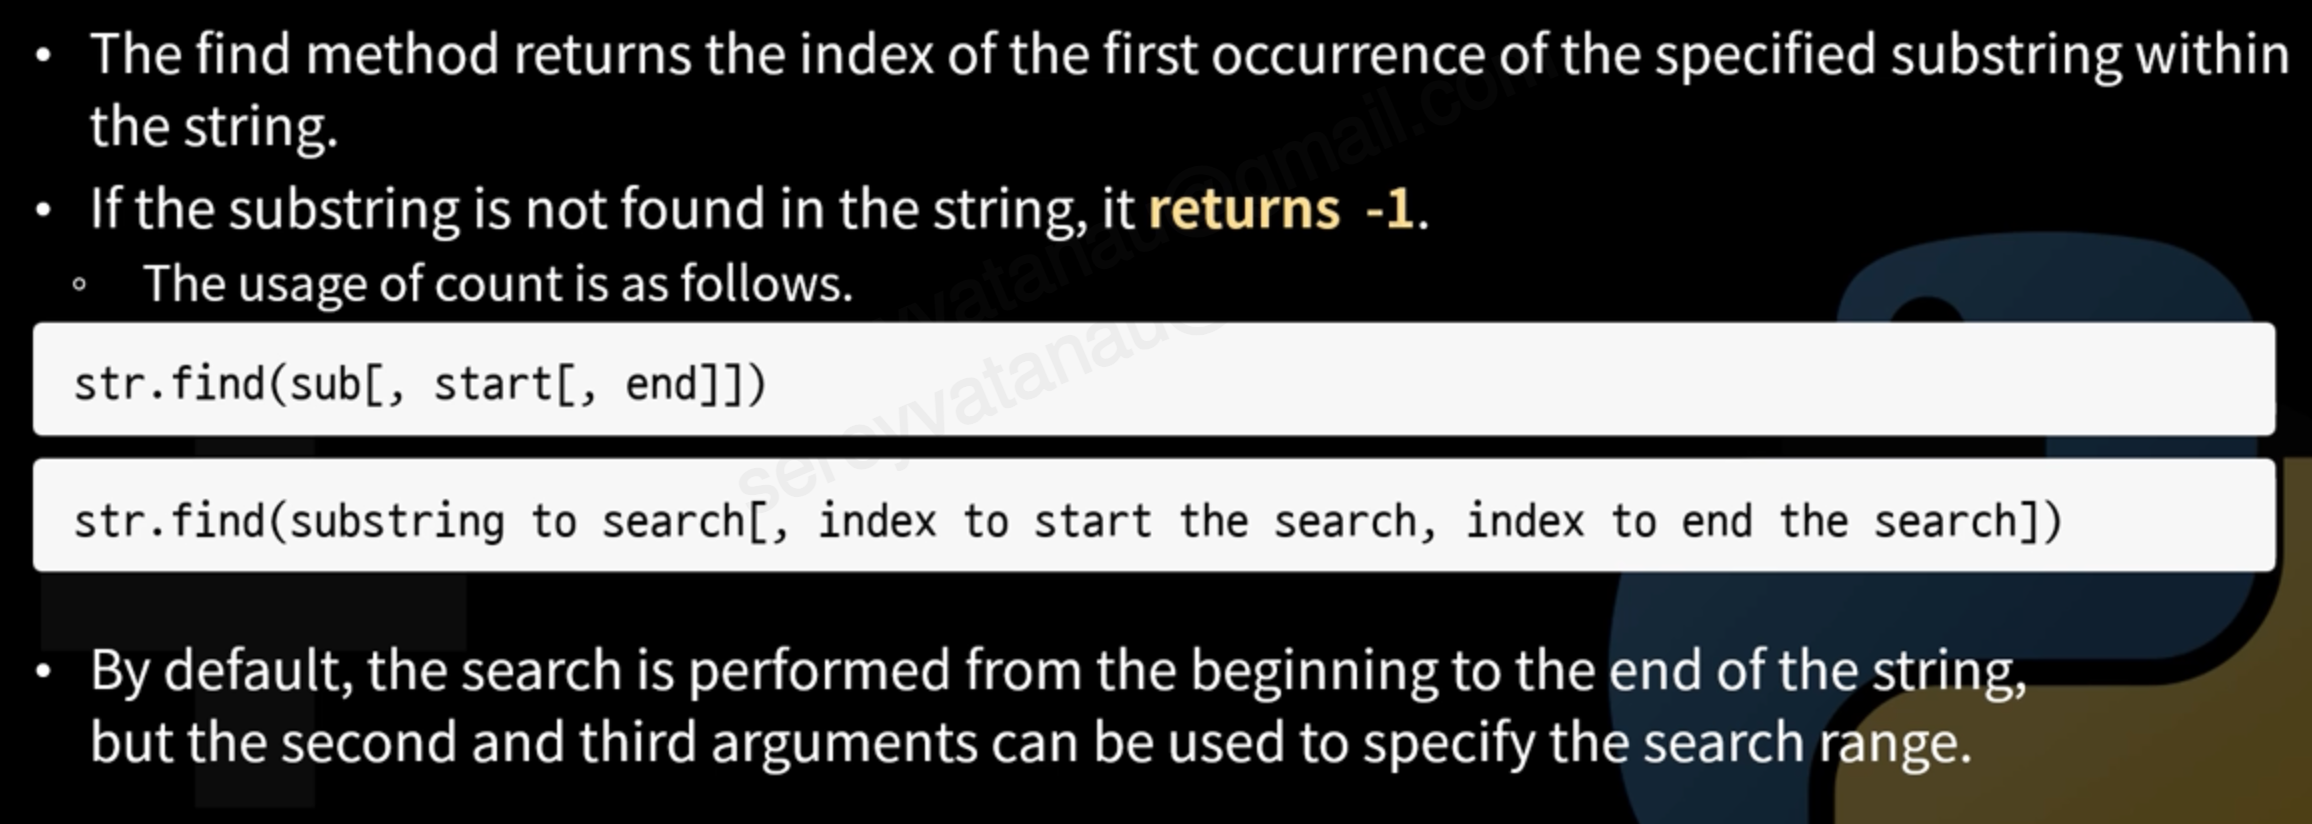 • The find method returns the index of the first occurrence of the specified substring within
the string.
• If the substring is not found in the string, it returns -1.
◦ The usage of count is as follows.
str.find(sub[, start[, end]])
str.find(substring to search[, index to start the search, index to end the search])
• By default, the search is performed from the beginning to the end of the string,
but the second and third arguments can be used to specify the search range.